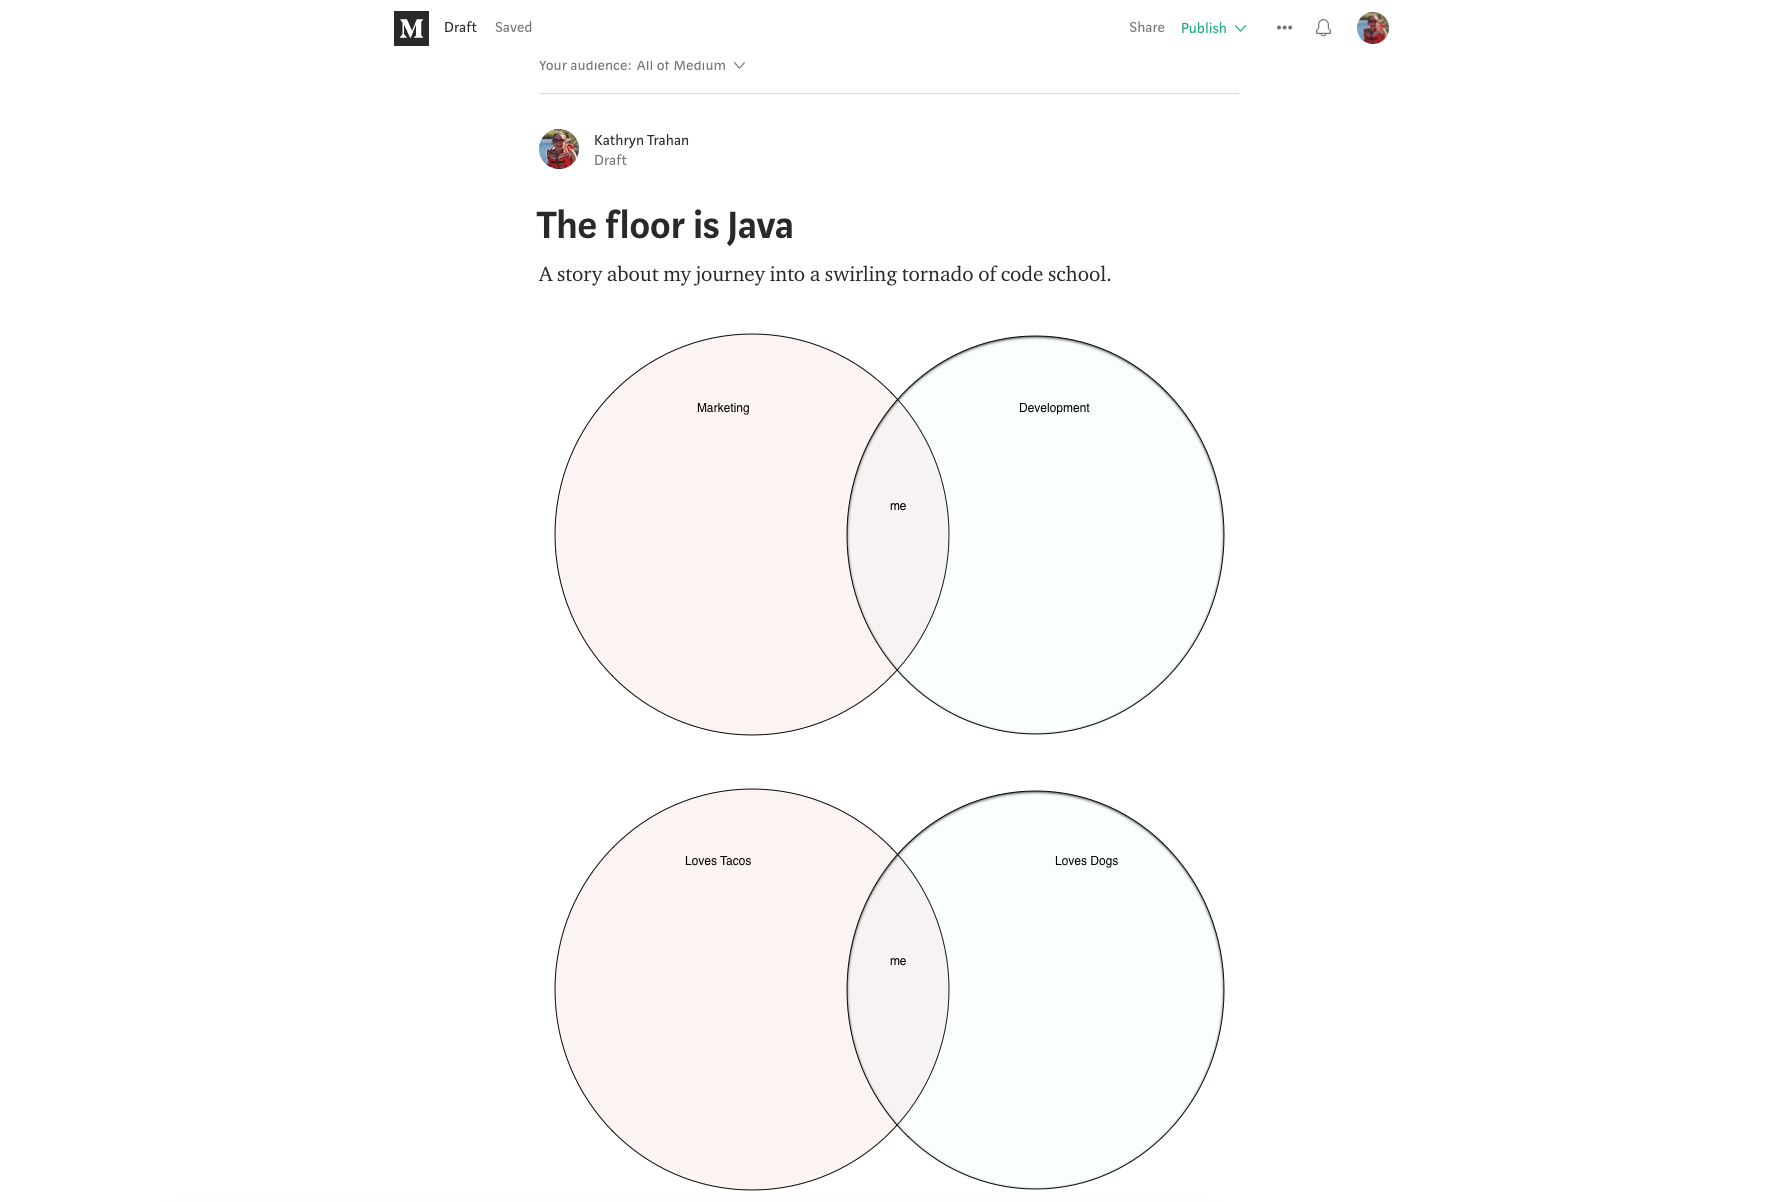 M Draft Saved Share Publish
Your audience: All of Medium
Kathryn Trahan
Draft
The floor is Java
A story about my journey into a swirling tornado of code school.
Marketing Development
me
Loves Tacos Loves Dogs
me